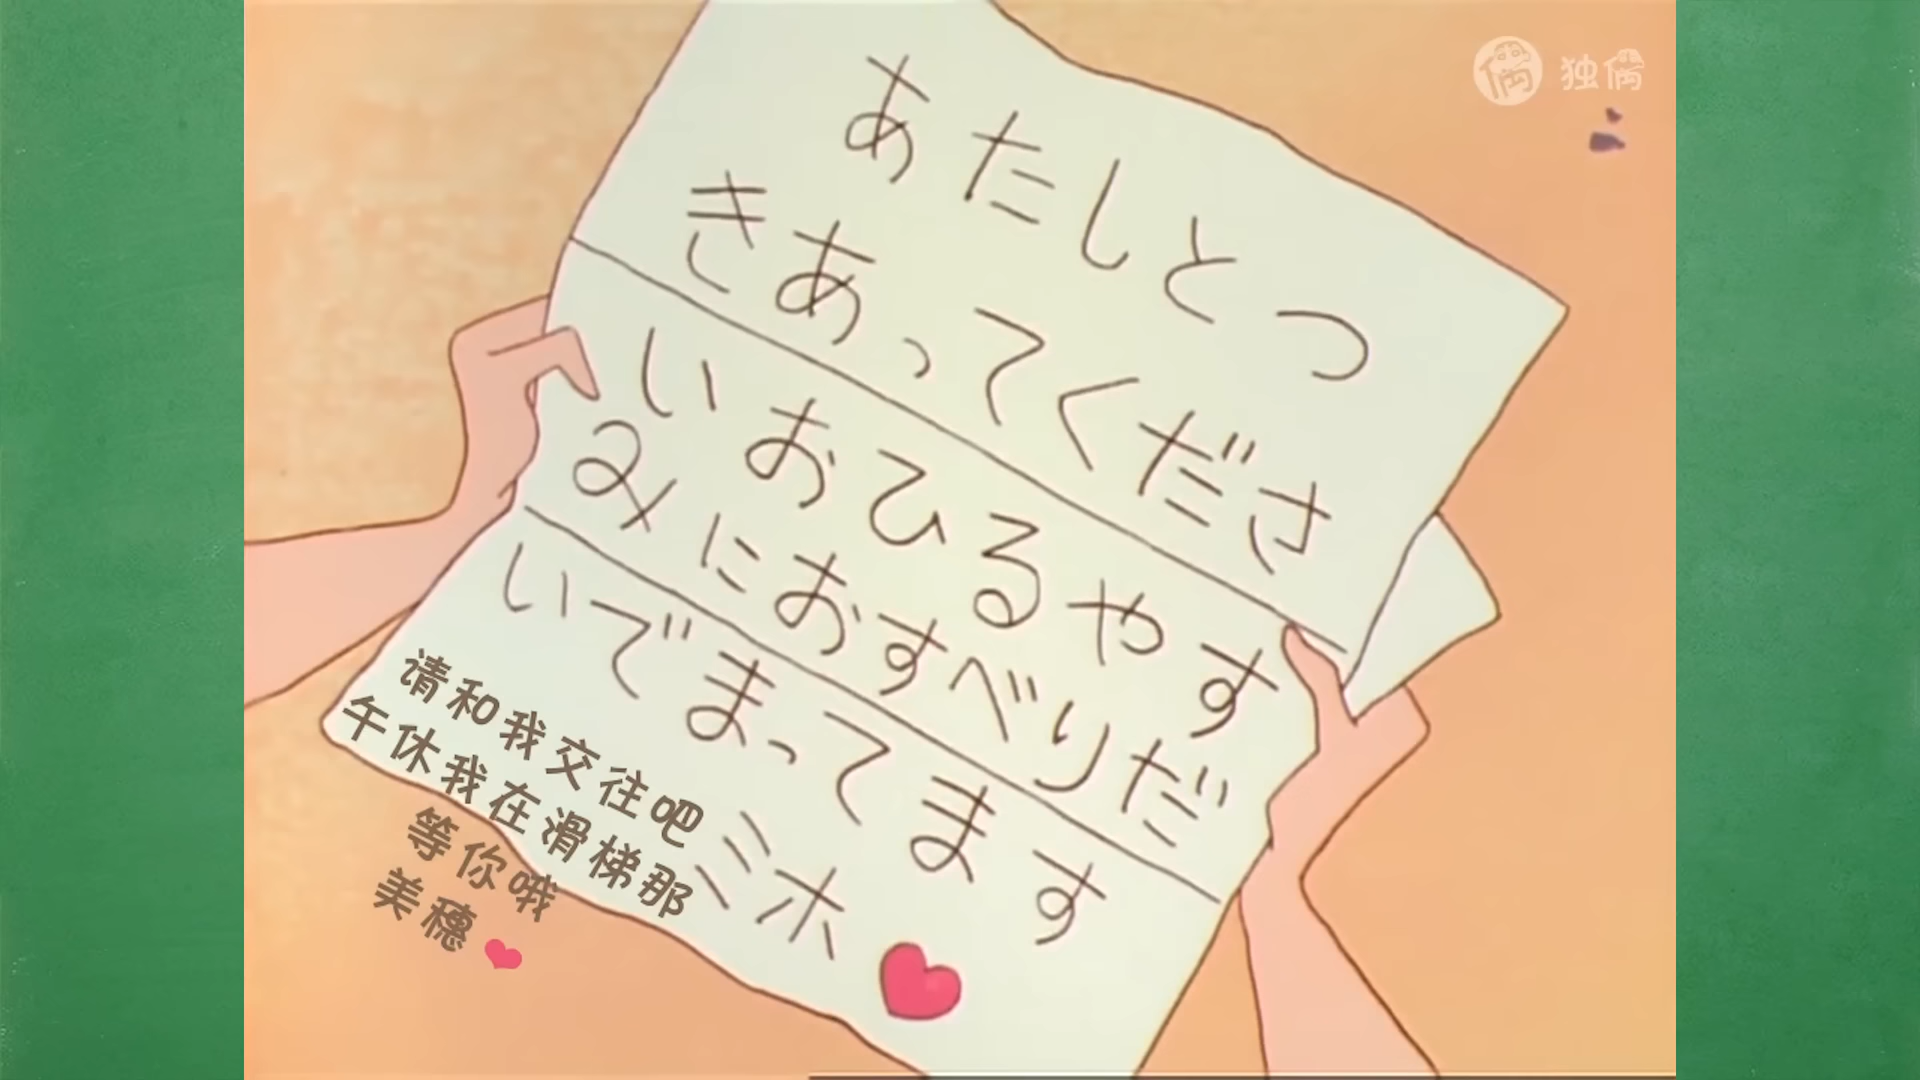 独偶
あたしとつ
きあってくださ
いおひるやす
みにおすべりだ
いでまってます
ミホ
请和我交往吧
午休我在滑梯那
等你哦
美穗